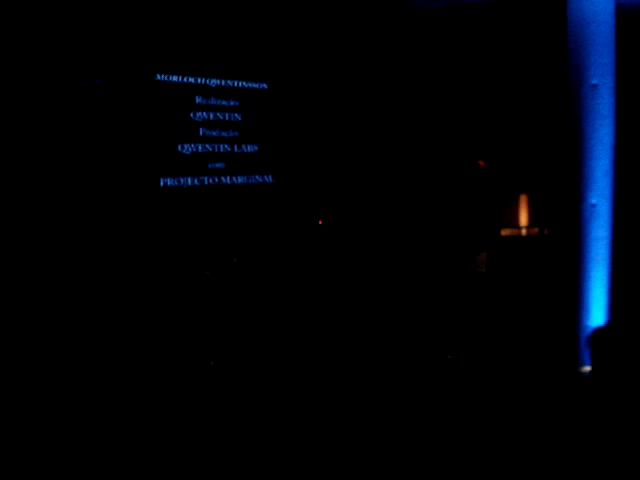 MORLOCH QWENTINSSON
Realização
QWENTIN
Produção
QWENTIN LABS
com
PROJECTO MARGINAL